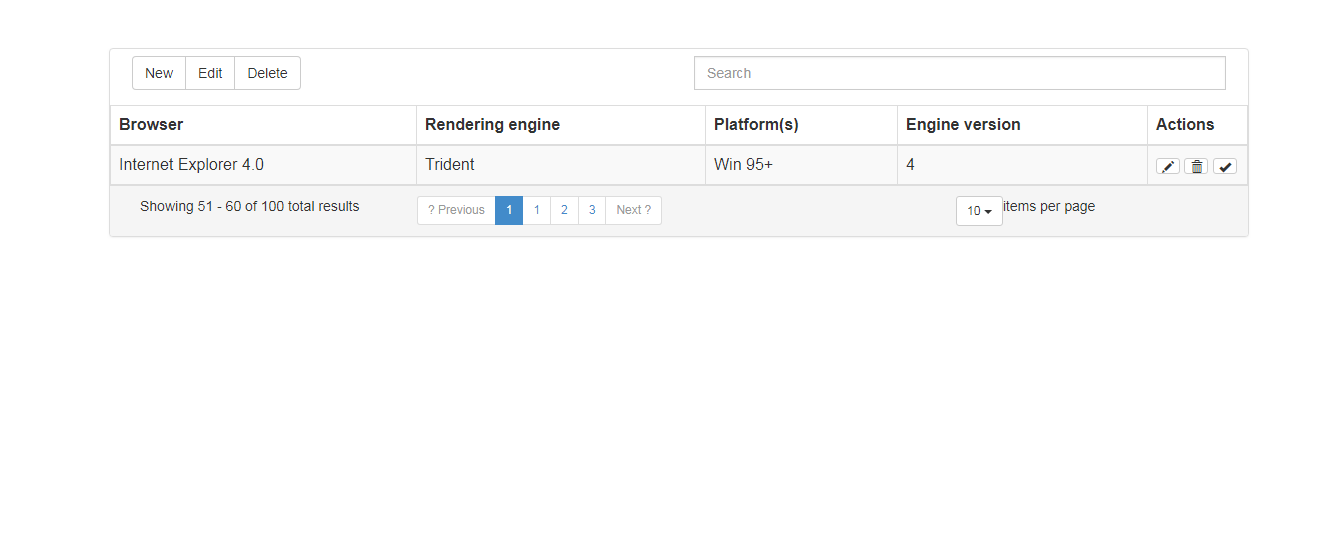 New Edit Delete Search
Browser Rendering engine Platform(s) Engine version Actions
Internet Explorer 4.0 Trident Win 95+ 4
Showing 51 - 60 of 100 total results ? Previous 1 1 2 3 Next ? 10 items per page